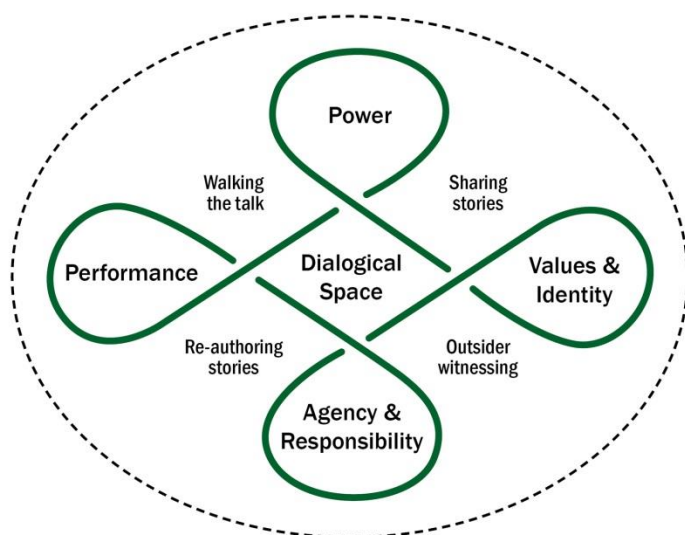 Power
Walking
the talk
Sharing
stories
Performance
Dialogical
Space
Values &
Identity
Re-authoring
stories
Outsider
witnessing
Agency &
Responsibility